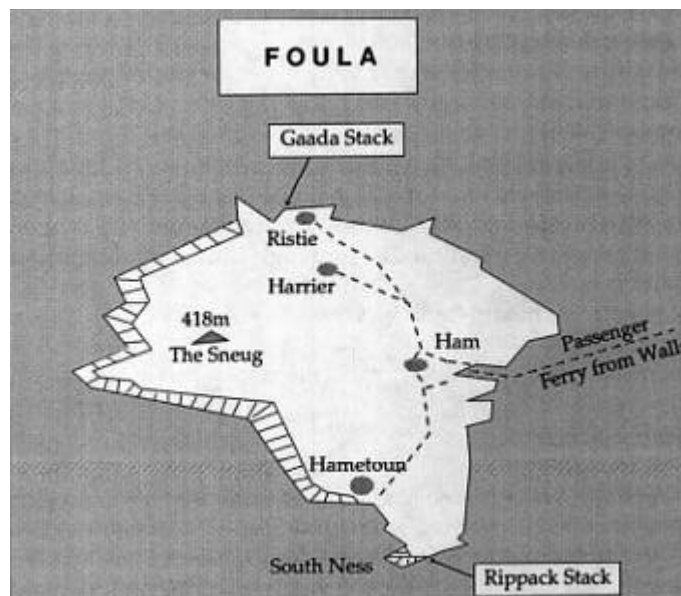 FOULA
Gaada Stack
Ristie
Harrier
418m
The Sneug
Ham
Passenger
Ferry from Walls
Hametoun
South Ness
Rippack Stack